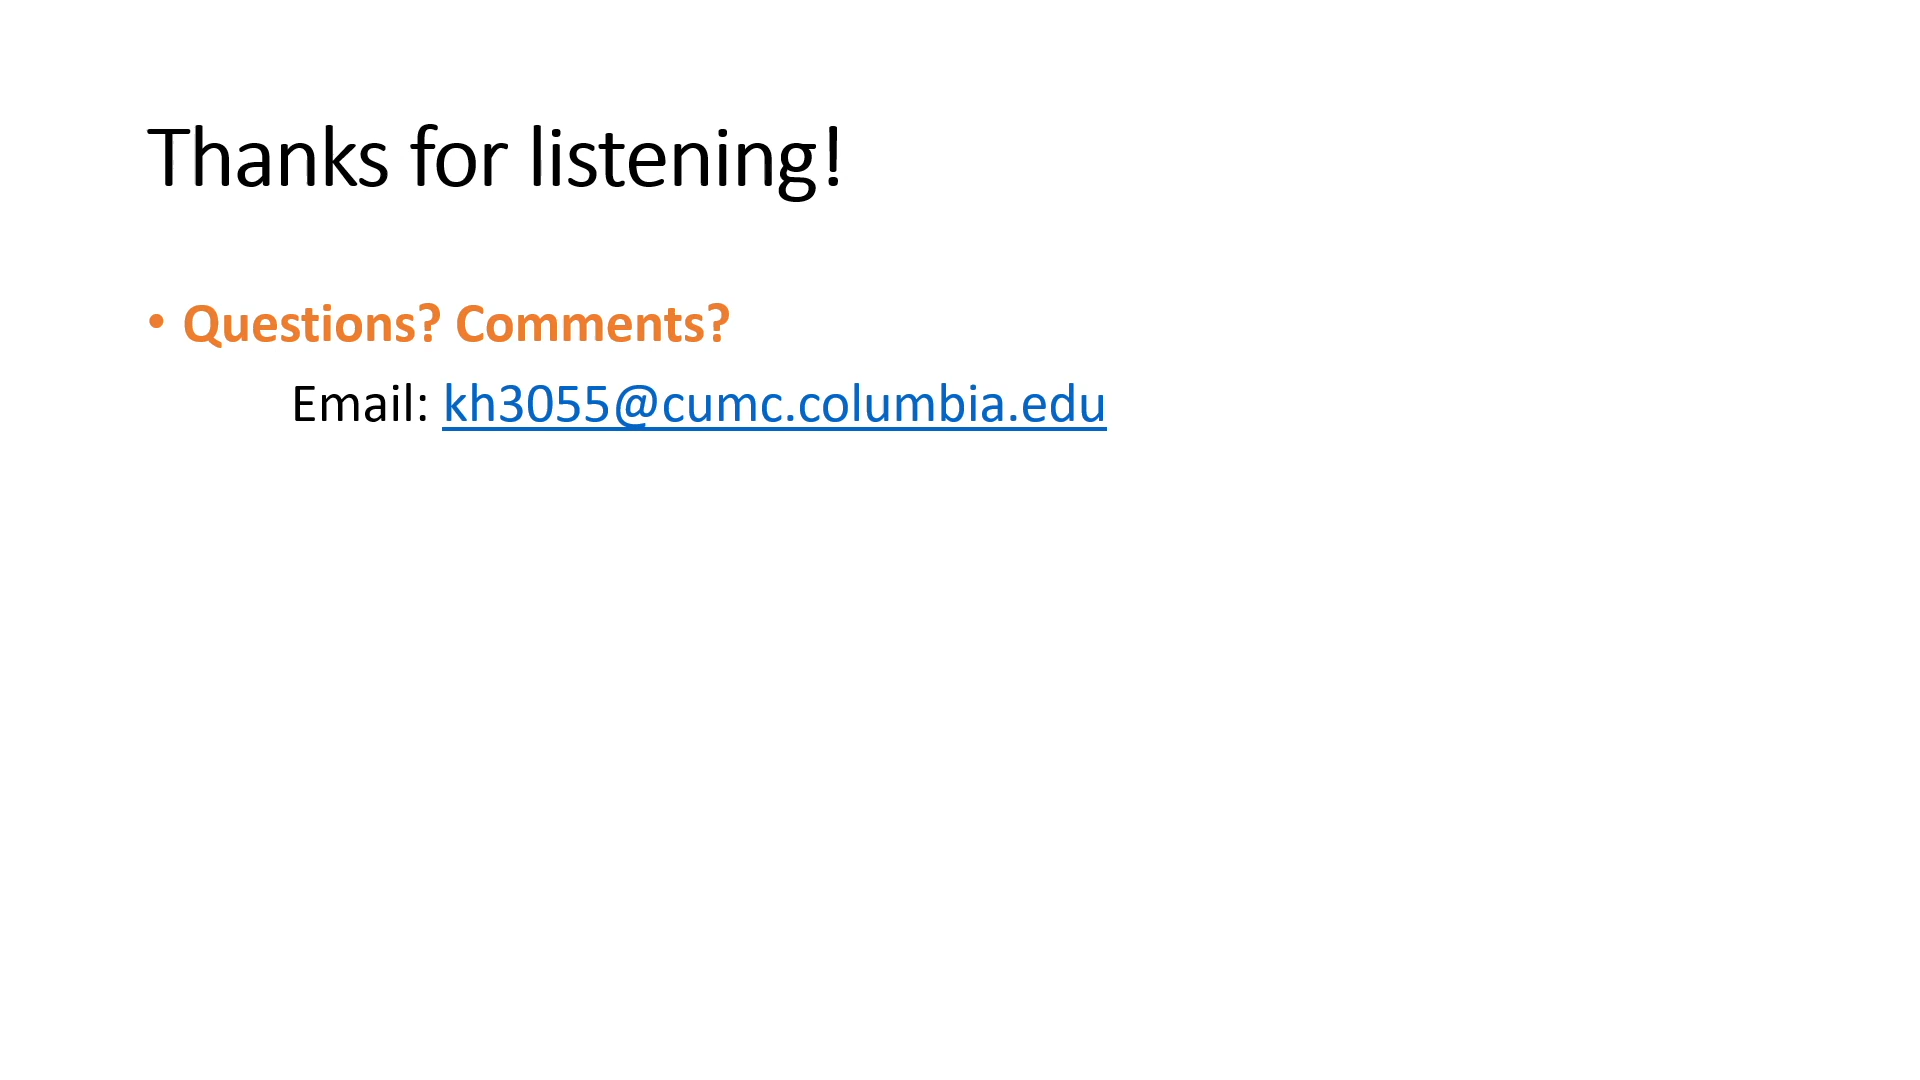 Thanks for listening!
• Questions? Comments?
Email: kh3055@cumc.columbia.edu